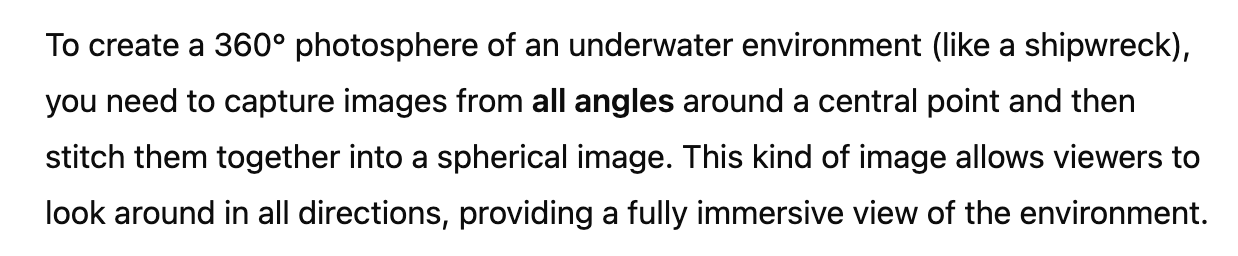 To create a 360° photosphere of an underwater environment (like a shipwreck),
you need to capture images from all angles around a central point and then
stitch them together into a spherical image. This kind of image allows viewers to
look around in all directions, providing a fully immersive view of the environment.